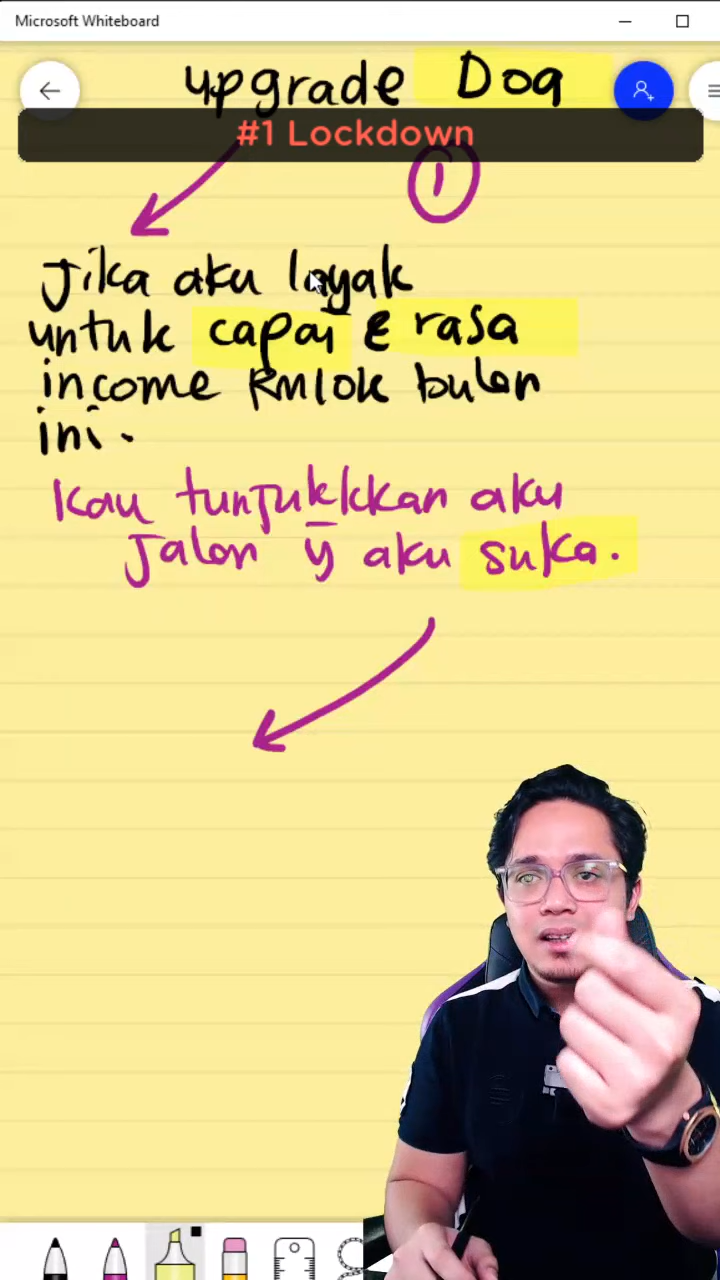 Microsoft Whiteboard
upgrade Doa
#1 Lockdown
1
Jika aku layak
untuk capai & rasa
income RM10k bulan
ini.
Kau tunjukkkan aku
Jalan yg aku suka.